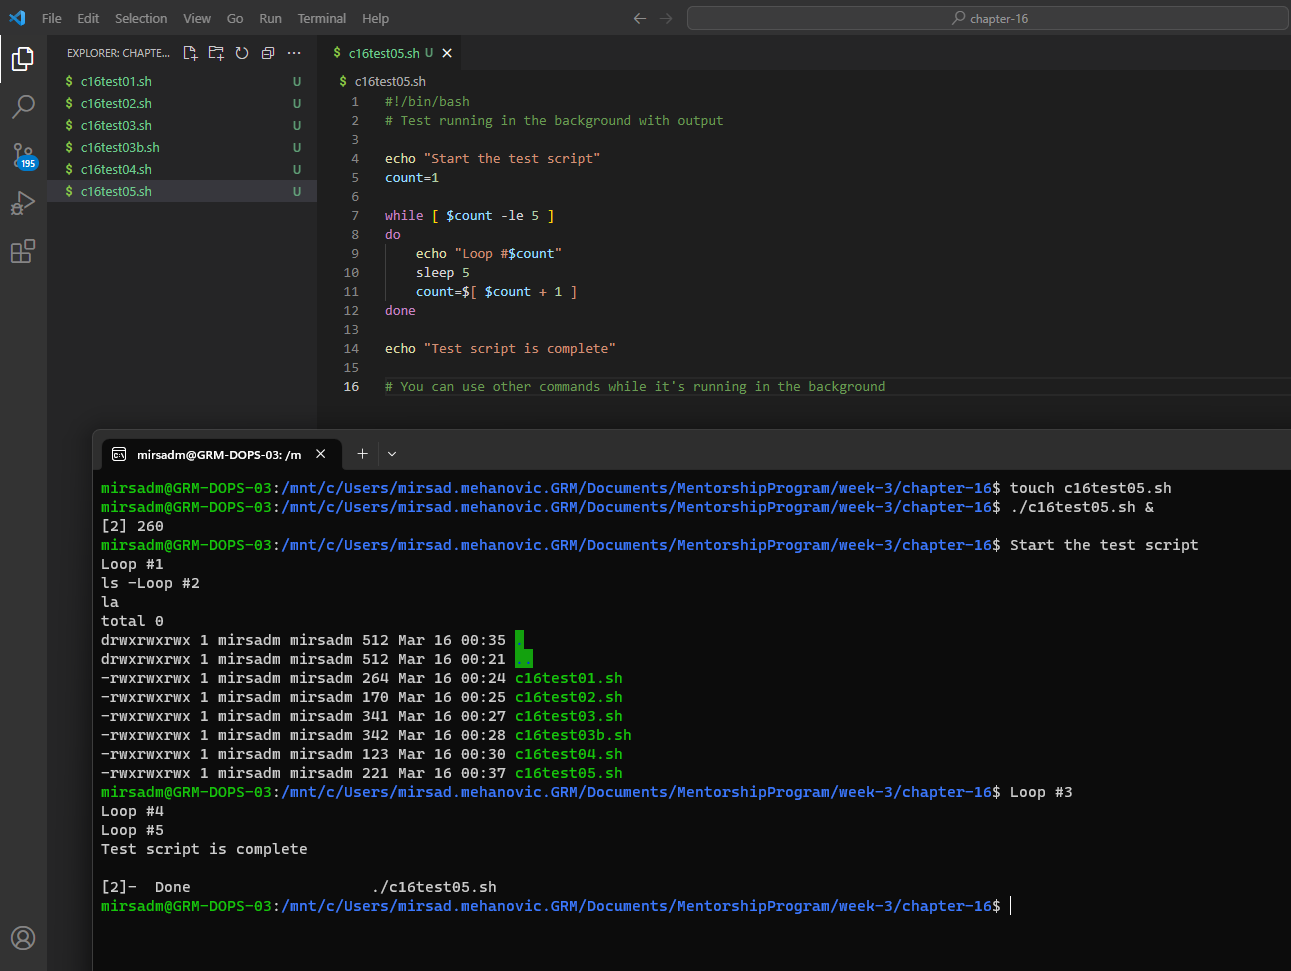 File Edit Selection View Go Run Terminal Help
chapter-16
EXPLORER: CHAPTE...
c16test05.sh U
$ c16test01.sh U
$ c16test02.sh U
$ c16test03.sh U
$ c16test03b.sh U
$ c16test04.sh U
$ c16test05.sh U
195
$ c16test05.sh
1 #!/bin/bash
2 # Test running in the background with output
3
4 echo "Start the test script"
5 count=1
6
7 while [ $count -le 5 ]
8 do
9 echo "Loop #$count"
10 sleep 5
11 count=$[ $count + 1 ]
12 done
13
14 echo "Test script is complete"
15
16 # You can use other commands while it's running in the background
mirsadm@GRM-DOPS-03: /m
mirsadm@GRM-DOPS-03:/mnt/c/Users/mirsad.mehanovic.GRM/Documents/MentorshipProgram/week-3/chapter-16$ touch c16test05.sh
mirsadm@GRM-DOPS-03:/mnt/c/Users/mirsad.mehanovic.GRM/Documents/MentorshipProgram/week-3/chapter-16$ ./c16test05.sh &
[2] 260
mirsadm@GRM-DOPS-03:/mnt/c/Users/mirsad.mehanovic.GRM/Documents/MentorshipProgram/week-3/chapter-16$ Start the test script
Loop #1
ls -Loop #2
la
total 0
drwxrwxrwx 1 mirsadm mirsadm 512 Mar 16 00:35 .
drwxrwxrwx 1 mirsadm mirsadm 512 Mar 16 00:21 ..
-rwxrwxrwx 1 mirsadm mirsadm 264 Mar 16 00:24 c16test01.sh
-rwxrwxrwx 1 mirsadm mirsadm 170 Mar 16 00:25 c16test02.sh
-rwxrwxrwx 1 mirsadm mirsadm 341 Mar 16 00:27 c16test03.sh
-rwxrwxrwx 1 mirsadm mirsadm 342 Mar 16 00:28 c16test03b.sh
-rwxrwxrwx 1 mirsadm mirsadm 123 Mar 16 00:30 c16test04.sh
-rwxrwxrwx 1 mirsadm mirsadm 221 Mar 16 00:37 c16test05.sh
mirsadm@GRM-DOPS-03:/mnt/c/Users/mirsad.mehanovic.GRM/Documents/MentorshipProgram/week-3/chapter-16$ Loop #3
Loop #4
Loop #5
Test script is complete
[2]- Done ./c16test05.sh
mirsadm@GRM-DOPS-03:/mnt/c/Users/mirsad.mehanovic.GRM/Documents/MentorshipProgram/week-3/chapter-16$